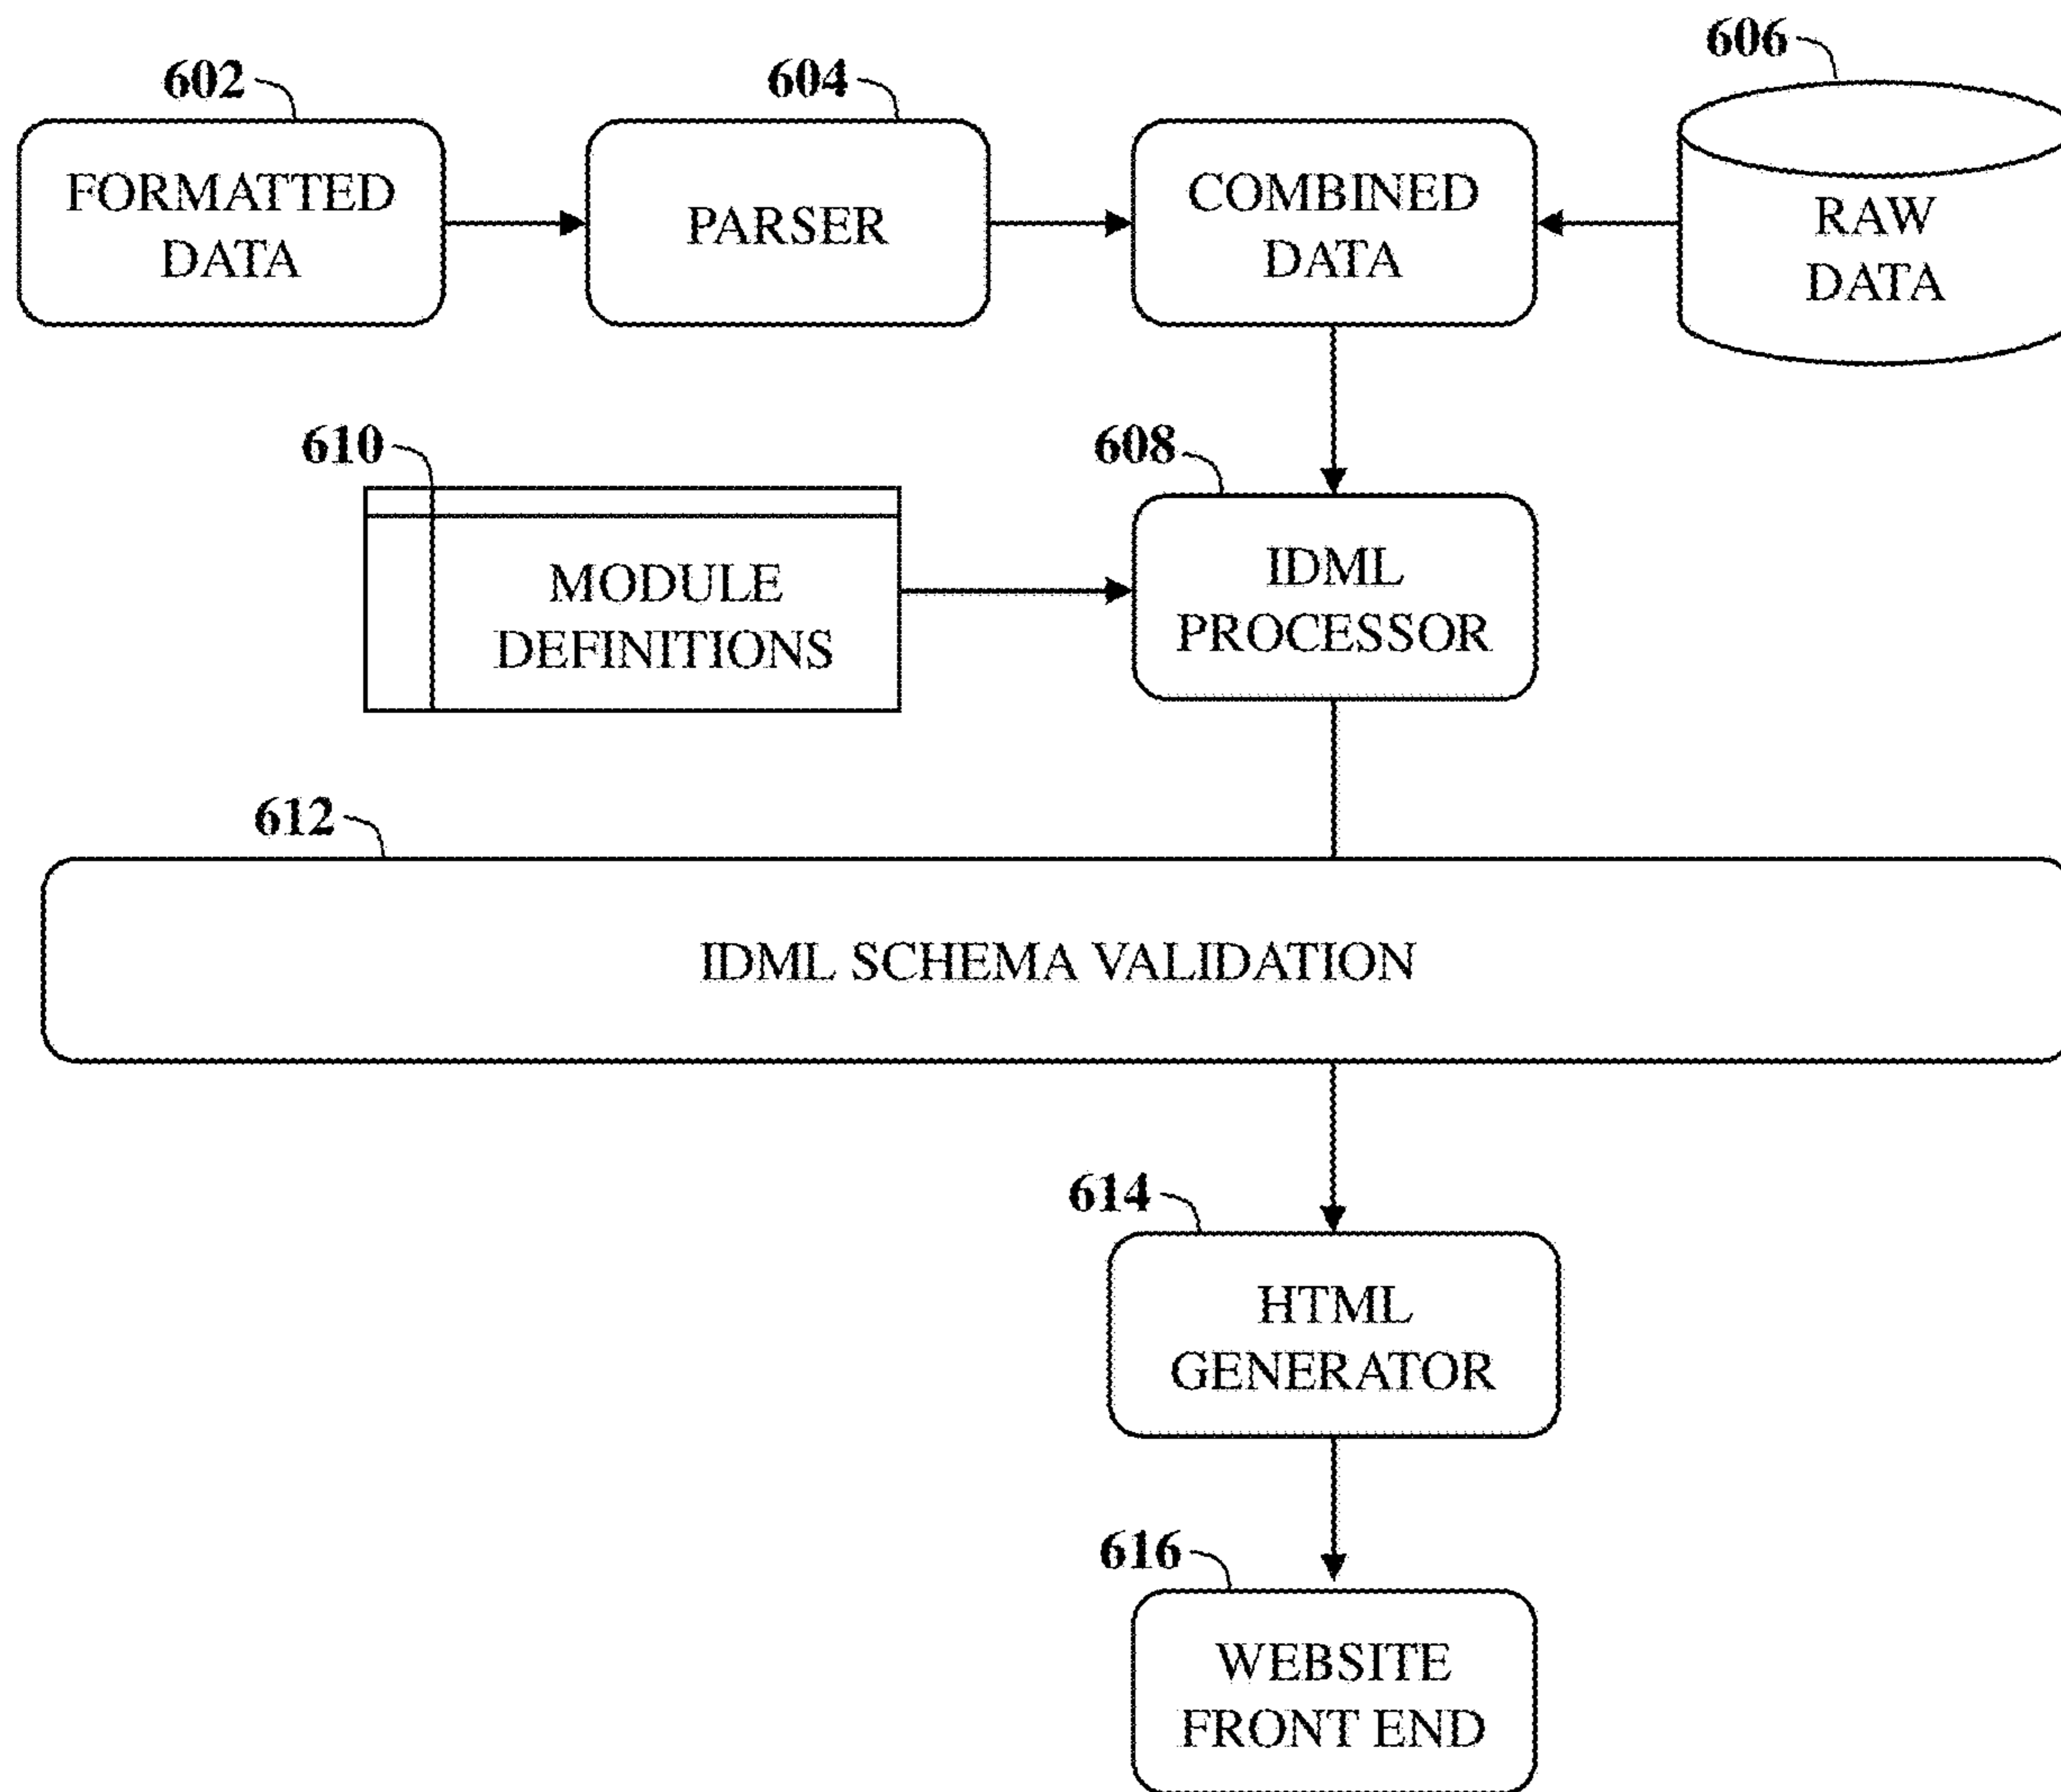 602
604
606
FORMATTED
DATA
PARSER
COMBINED
DATA
RAW
DATA
610
608
MODULE
DEFINITIONS
IDML
PROCESSOR
612
IDML SCHEMA VALIDATION
614
HTML
GENERATOR
616
WEBSITE
FRONT END